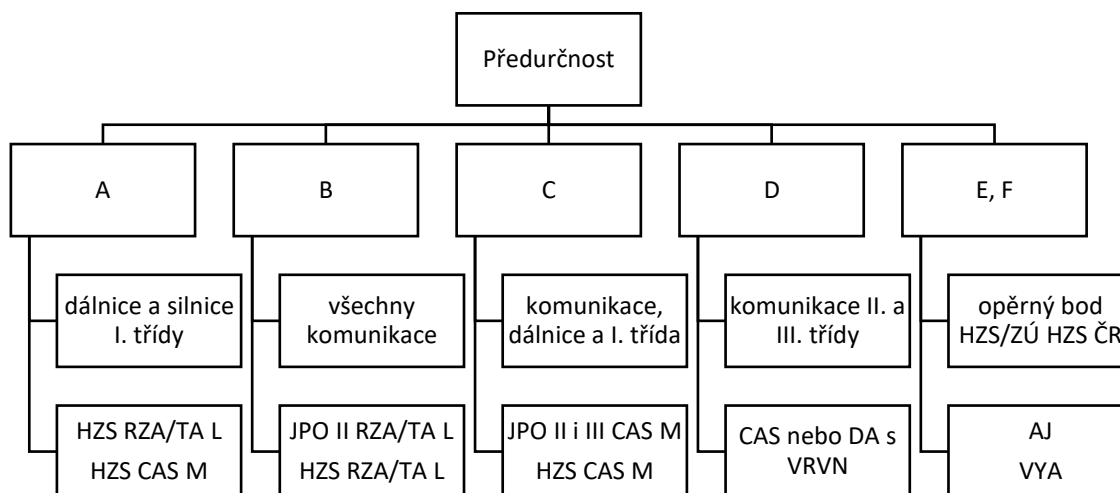 Předurčnost
A
B
C
D
E, F
dálnice a silnice
I. třídy
všechny
komunikace
komunikace,
dálnice a I. třída
komunikace II. a
III. třídy
opěrný bod
HZS/ZÚ HZS ČR
HZS RZA/TA L
HZS CAS M
JPO II RZA/TA L
HZS RZA/TA L
JPO II i III CAS M
HZS CAS M
CAS nebo DA s
VRVN
AJ
VYA